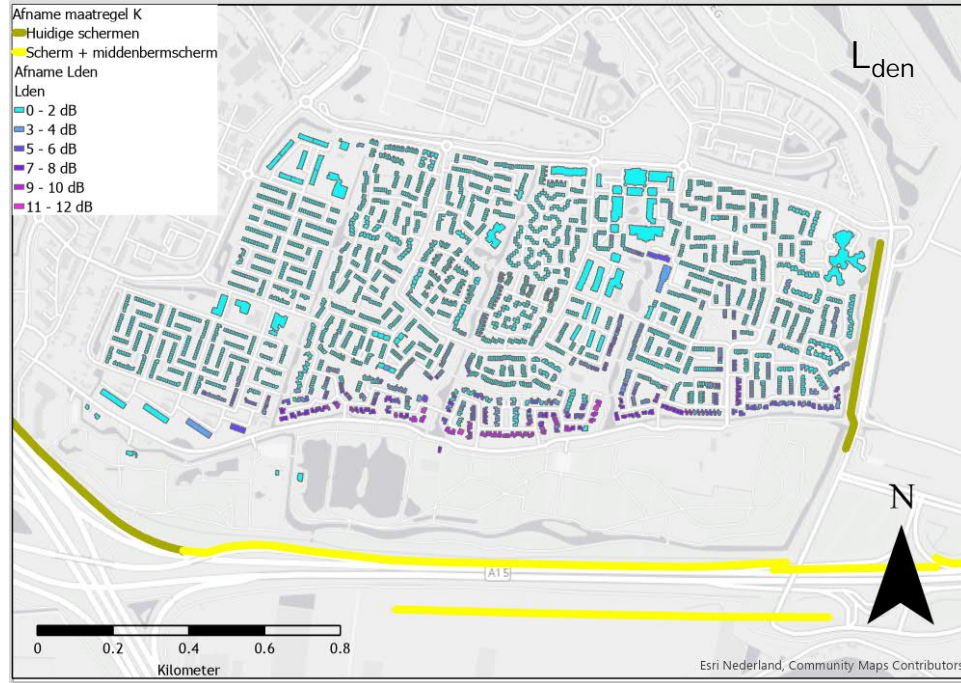 Afname maatregel K
Huidige schermen
Scherm + middenbermscherm
Afname Lden
Lden
0 - 2 dB
3 - 4 dB
5 - 6 dB
7 - 8 dB
9 - 10 dB
11 - 12 dB
Lden
N
A15
0 0.2 0.4 0.6 0.8
Kilometer
Esri Nederland, Community Maps Contributors